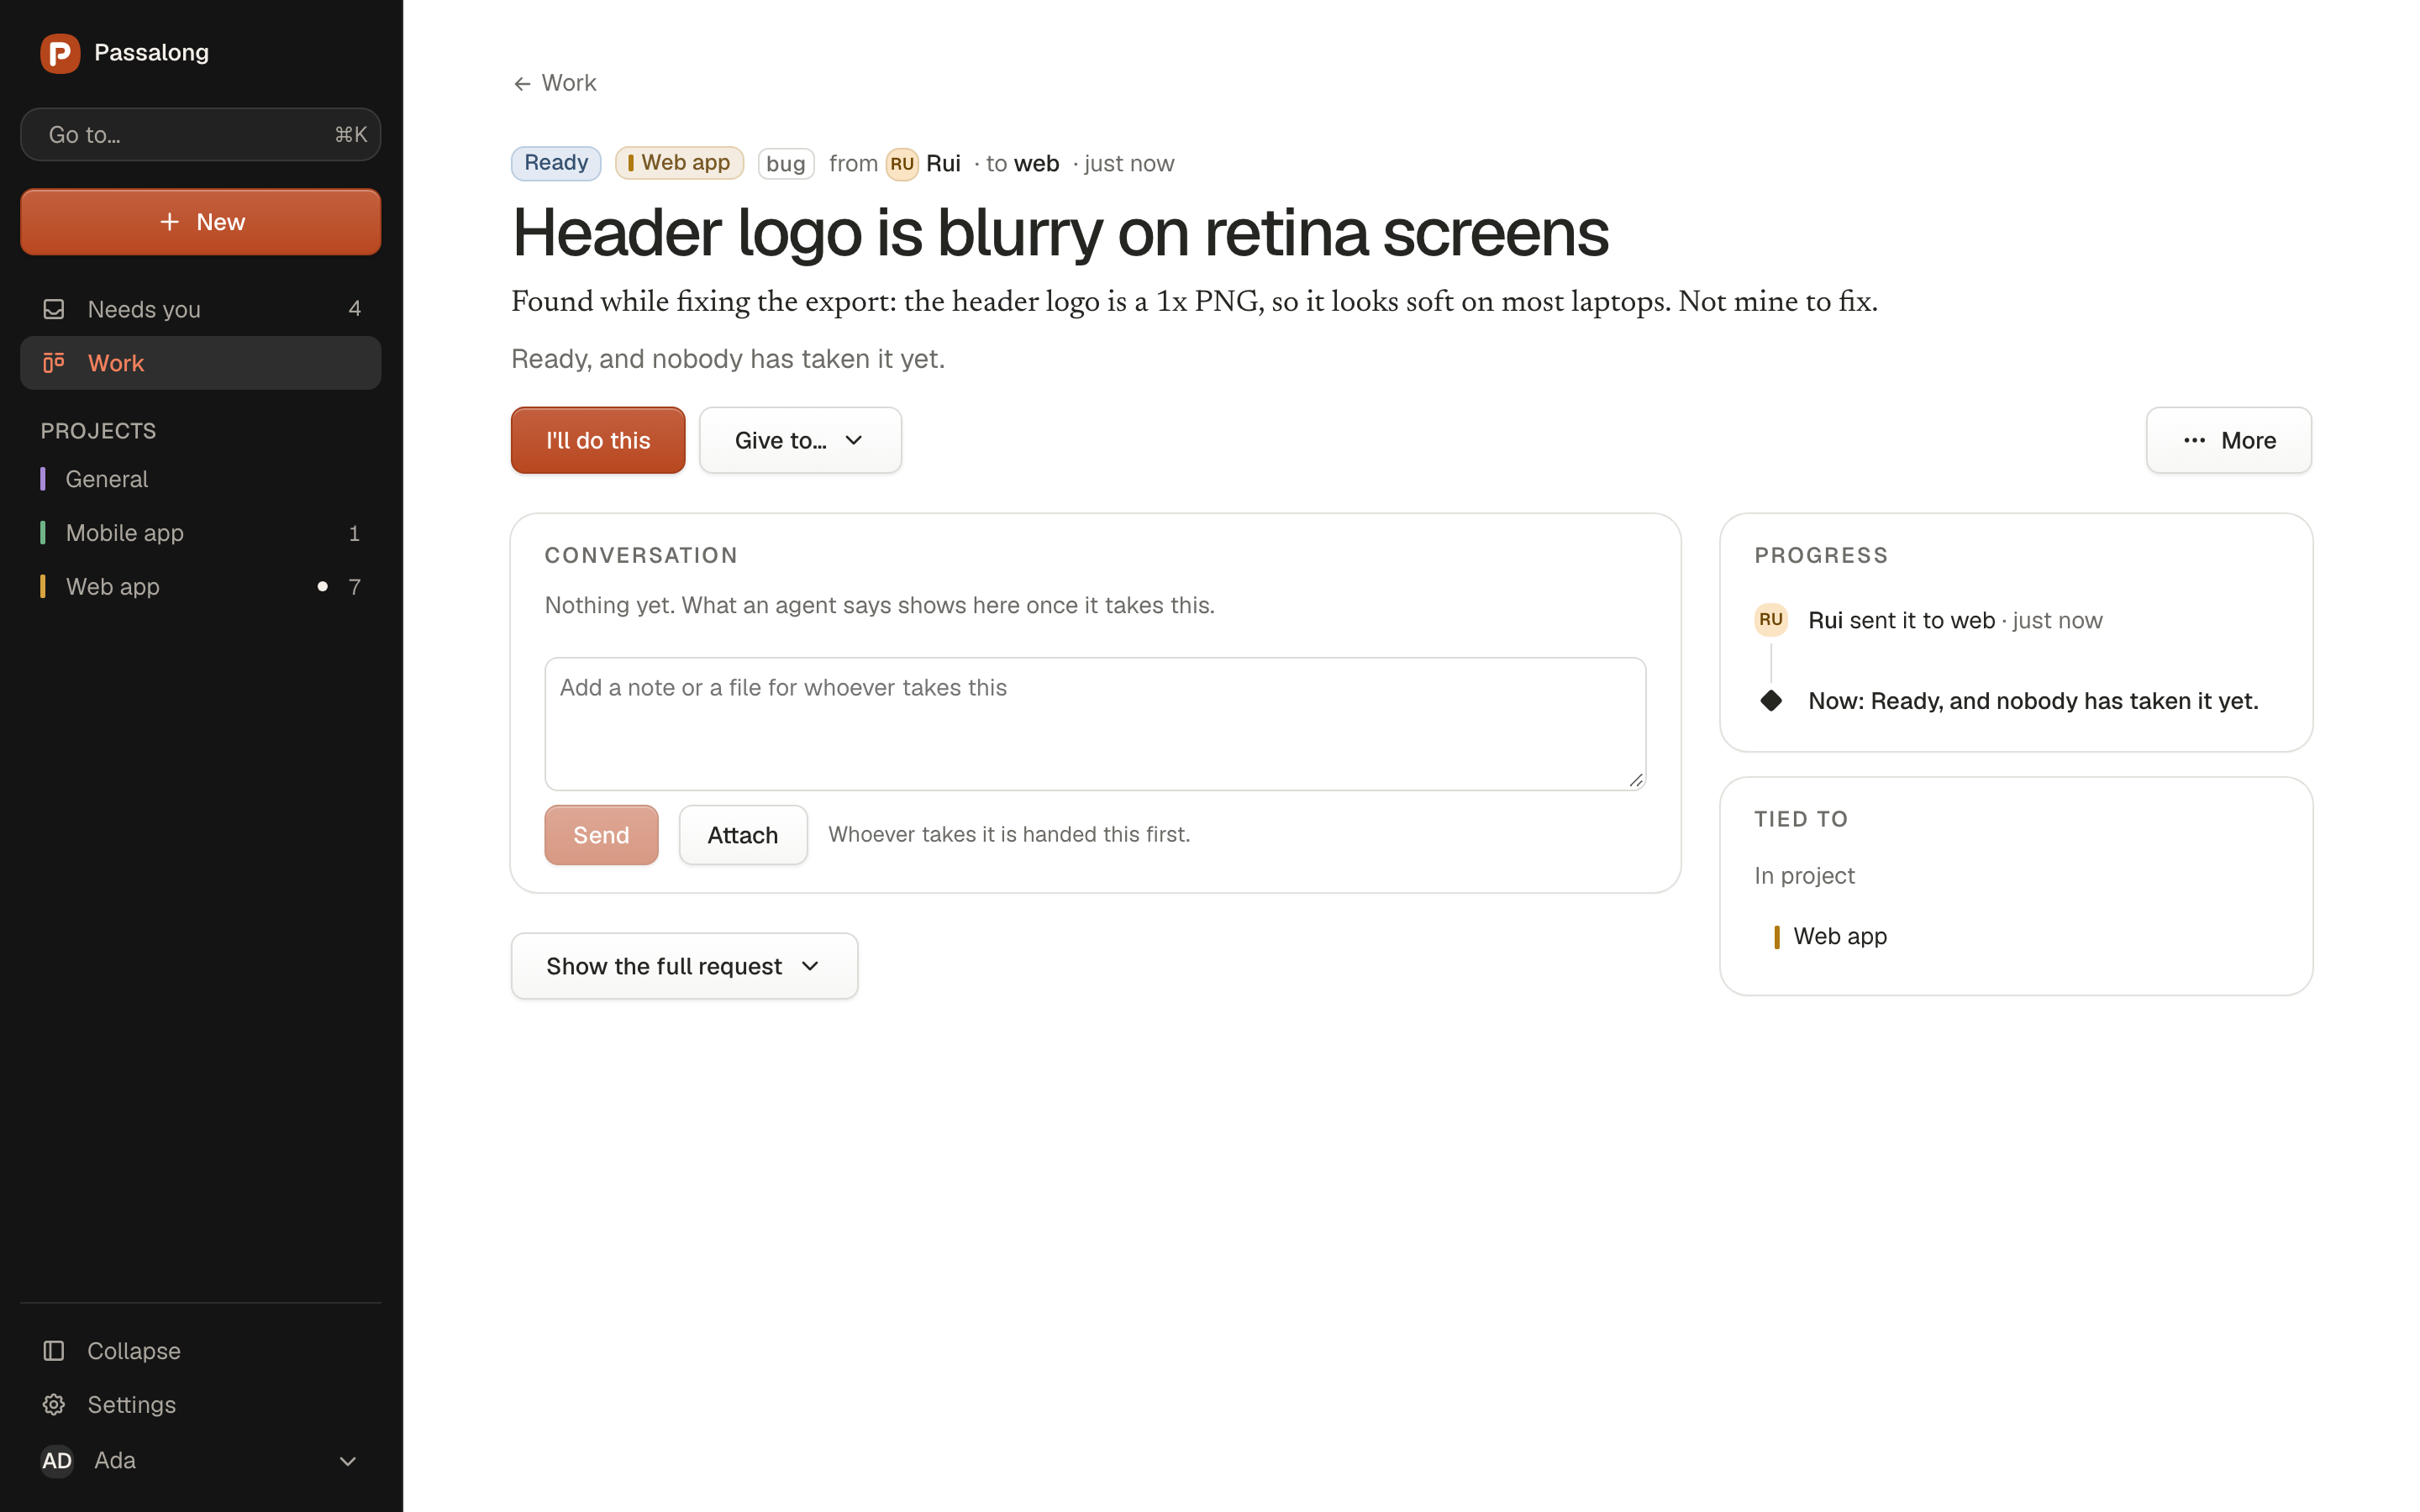 Passalong
Go to... ⌘K
+ New
Needs you 4
Work
PROJECTS
General
Mobile app 1
Web app 7
Collapse
Settings
AD Ada
← Work
Ready Web app bug from RU Rui · to web · just now
Header logo is blurry on retina screens
Found while fixing the export: the header logo is a 1x PNG, so it looks soft on most laptops. Not mine to fix.
Ready, and nobody has taken it yet.
I'll do this Give to... ··· More
CONVERSATION
Nothing yet. What an agent says shows here once it takes this.
Add a note or a file for whoever takes this
Send Attach Whoever takes it is handed this first.
Show the full request
PROGRESS
RU Rui sent it to web · just now
Now: Ready, and nobody has taken it yet.
TIED TO
In project
Web app